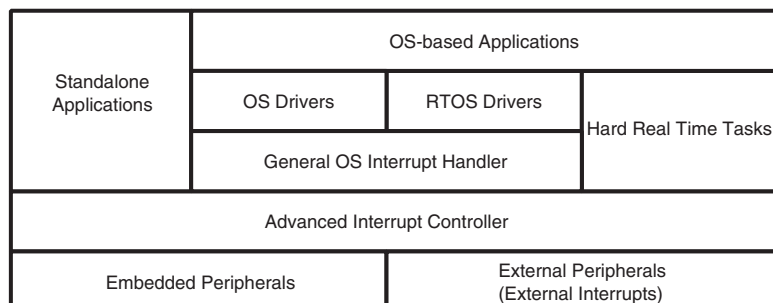 OS-based Applications
Standalone
Applications
OS Drivers
RTOS Drivers
Hard Real Time Tasks
General OS Interrupt Handler
Advanced Interrupt Controller
Embedded Peripherals
External Peripherals
(External Interrupts)